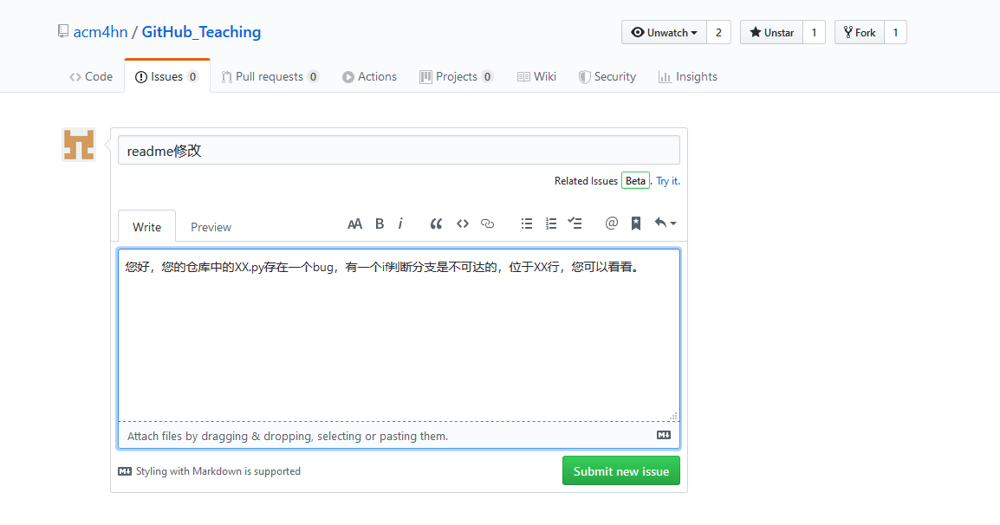 acm4hn / GitHub_Teaching
Unwatch 2 Unstar 1 Fork 1
Code Issues 0 Pull requests 0 Actions Projects 0 Wiki Security Insights
readme修改
Related Issues Beta . Try it.
Write Preview AA B i “ <> @
您好，您的仓库中的XX.py存在一个bug，有一个if判断分支是不可达的，位于XX行，您可以看看。
Attach files by dragging & dropping, selecting or pasting them.
Styling with Markdown is supported
Submit new issue